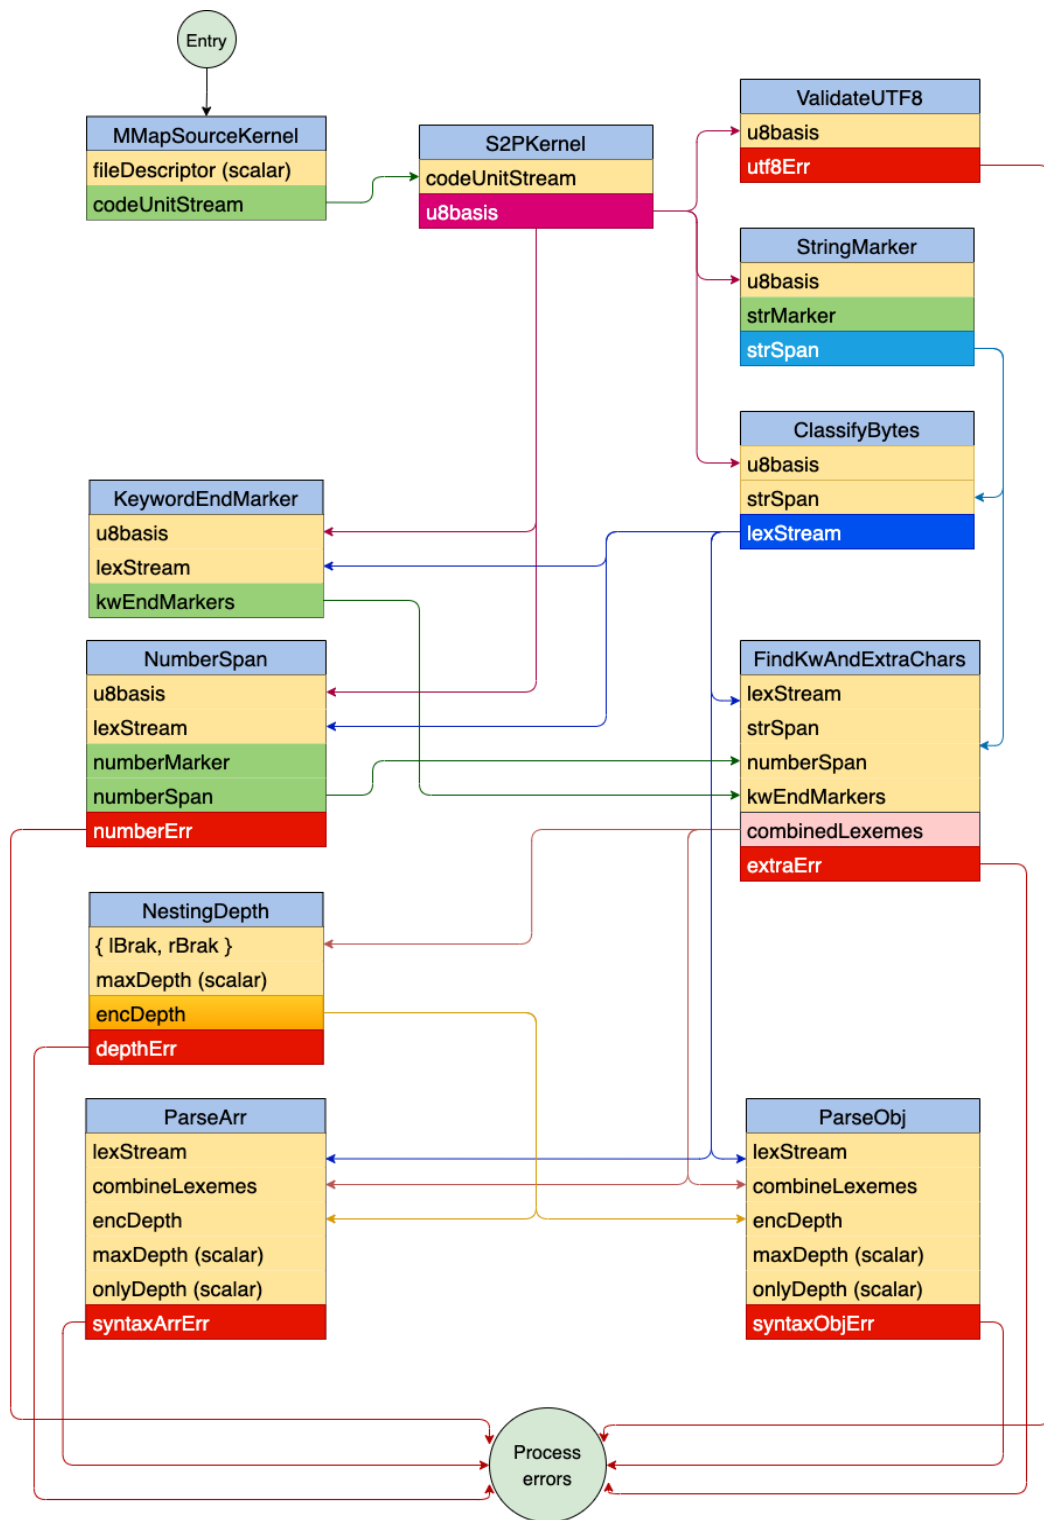 Entry
MMapSourceKernel
fileDescriptor (scalar)
codeUnitStream
S2PKernel
codeUnitStream
u8basis
ValidateUTF8
u8basis
utf8Err
StringMarker
u8basis
strMarker
strSpan
ClassifyBytes
u8basis
strSpan
lexStream
KeywordEndMarker
u8basis
lexStream
kwEndMarkers
NumberSpan
u8basis
lexStream
numberMarker
numberSpan
numberErr
FindKwAndExtraChars
lexStream
strSpan
numberSpan
kwEndMarkers
combinedLexemes
extraErr
NestingDepth
{ lBrak, rBrak }
maxDepth (scalar)
encDepth
depthErr
ParseArr
lexStream
combineLexemes
encDepth
maxDepth (scalar)
onlyDepth (scalar)
syntaxArrErr
ParseObj
lexStream
combineLexemes
encDepth
maxDepth (scalar)
onlyDepth (scalar)
syntaxObjErr
Process
errors